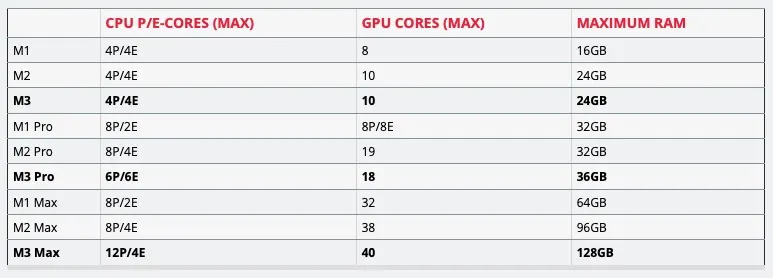 CPU P/E-CORES (MAX) GPU CORES (MAX) MAXIMUM RAM
M1 4P/4E 8 16GB
M2 4P/4E 10 24GB
M3 4P/4E 10 24GB
M1 Pro 8P/2E 8P/8E 32GB
M2 Pro 8P/4E 19 32GB
M3 Pro 6P/6E 18 36GB
M1 Max 8P/2E 32 64GB
M2 Max 8P/4E 38 96GB
M3 Max 12P/4E 40 128GB